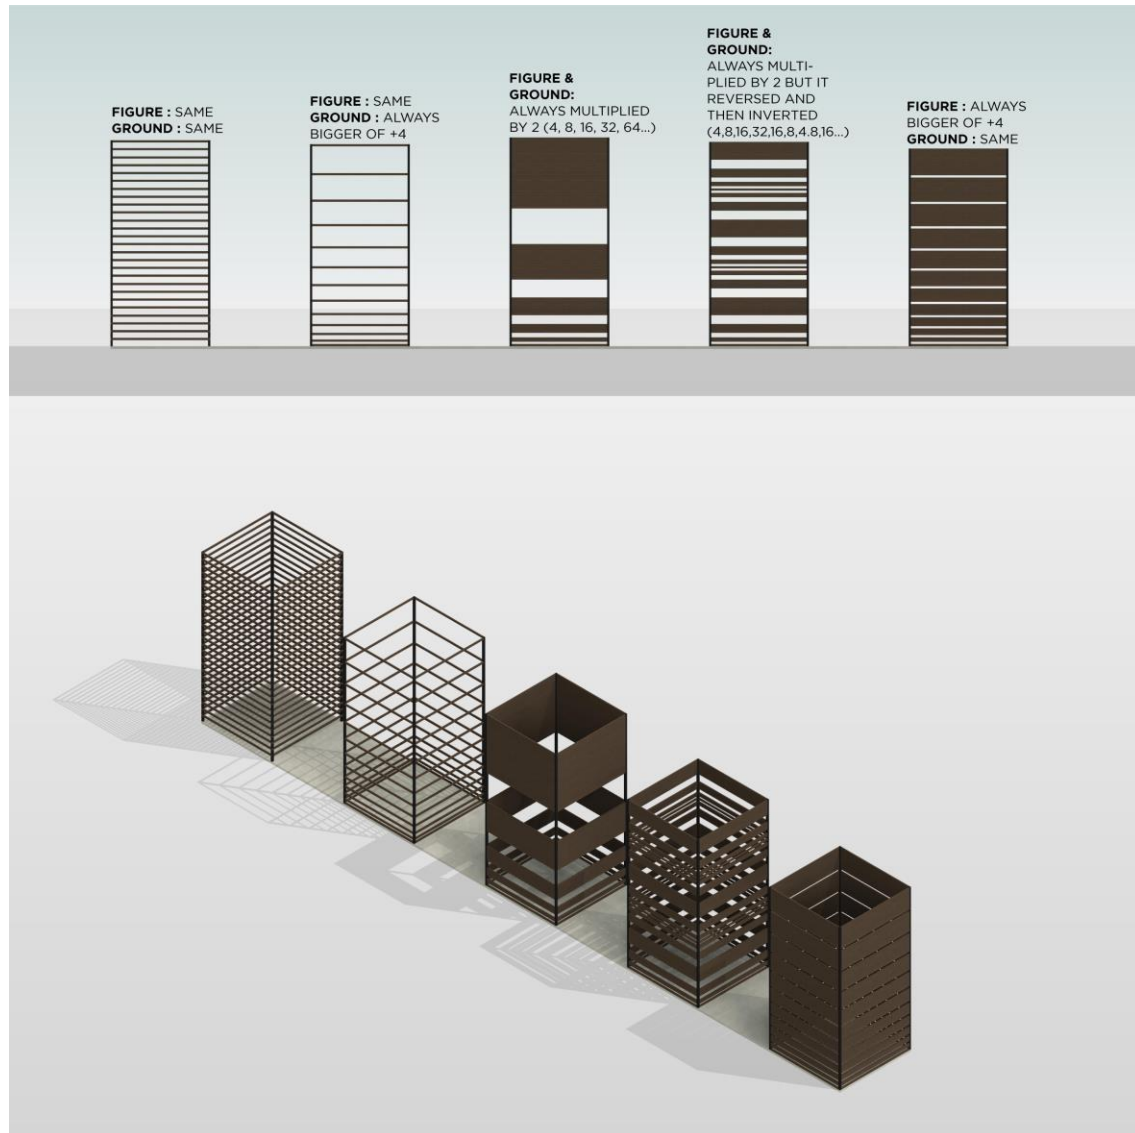 FIGURE : SAME
GROUND : SAME
FIGURE : SAME
GROUND : ALWAYS
BIGGER OF +4
FIGURE &
GROUND:
ALWAYS MULTIPLIED
BY 2 (4, 8, 16, 32, 64...)
FIGURE &
GROUND:
ALWAYS MULTI-
PLIED BY 2 BUT IT
REVERSED AND
THEN INVERTED
(4,8,16,32,16,8,4.8,16...)
FIGURE : ALWAYS
BIGGER OF +4
GROUND : SAME